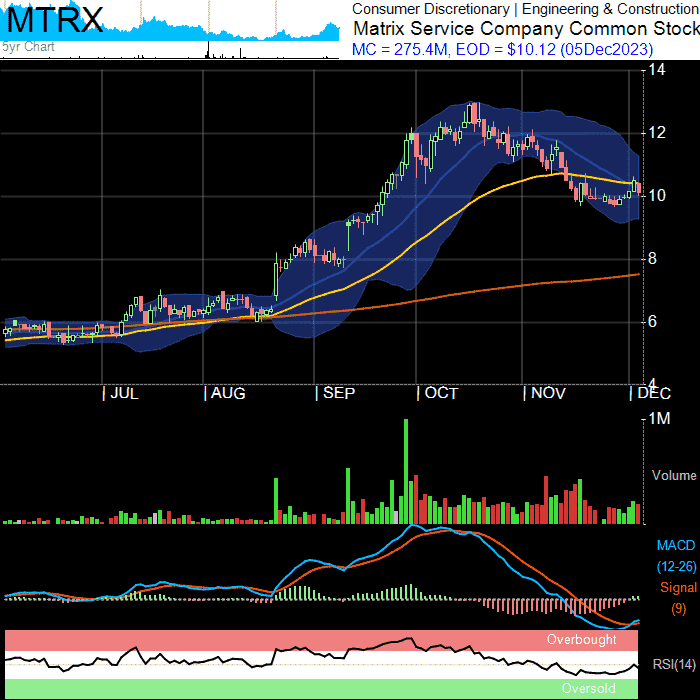 MTRX
5yr Chart
Consumer Discretionary | Engineering & Construction
Matrix Service Company Common Stock
MC = 275.4M, EOD = $10.12 (05Dec2023)
14
12
10
8
6
4
| JUL | AUG | SEP | OCT | NOV | DEC
1M
Volume
MACD
(12-26)
Signal
(9)
Overbought
RSI(14)
Oversold